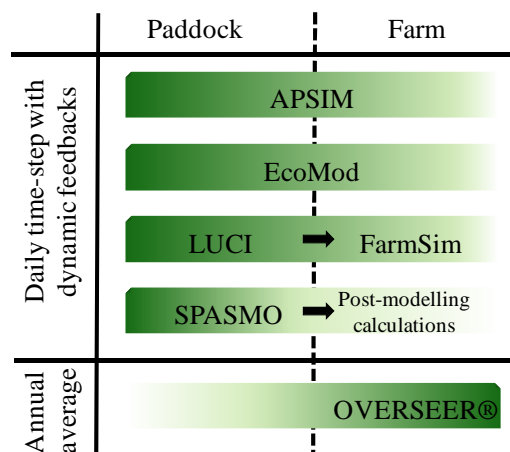 Paddock Farm
Daily time-step with
dynamic feedbacks
APSIM
EcoMod
LUCI FarmSim
SPASMO Post-modelling
calculations
Annual
average
OVERSEER®